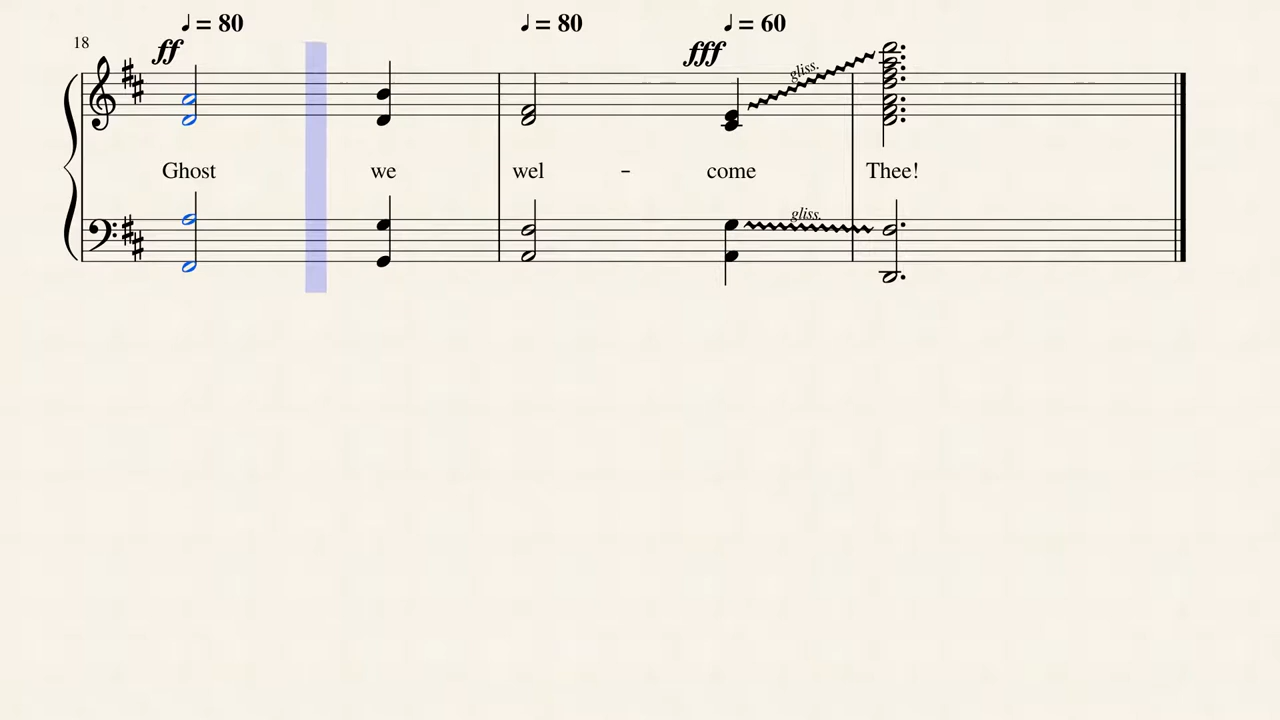 ♩= 80 ♩= 80 ♩= 60
18 ff fff
gliss.
Ghost we wel - come Thee!
gliss.